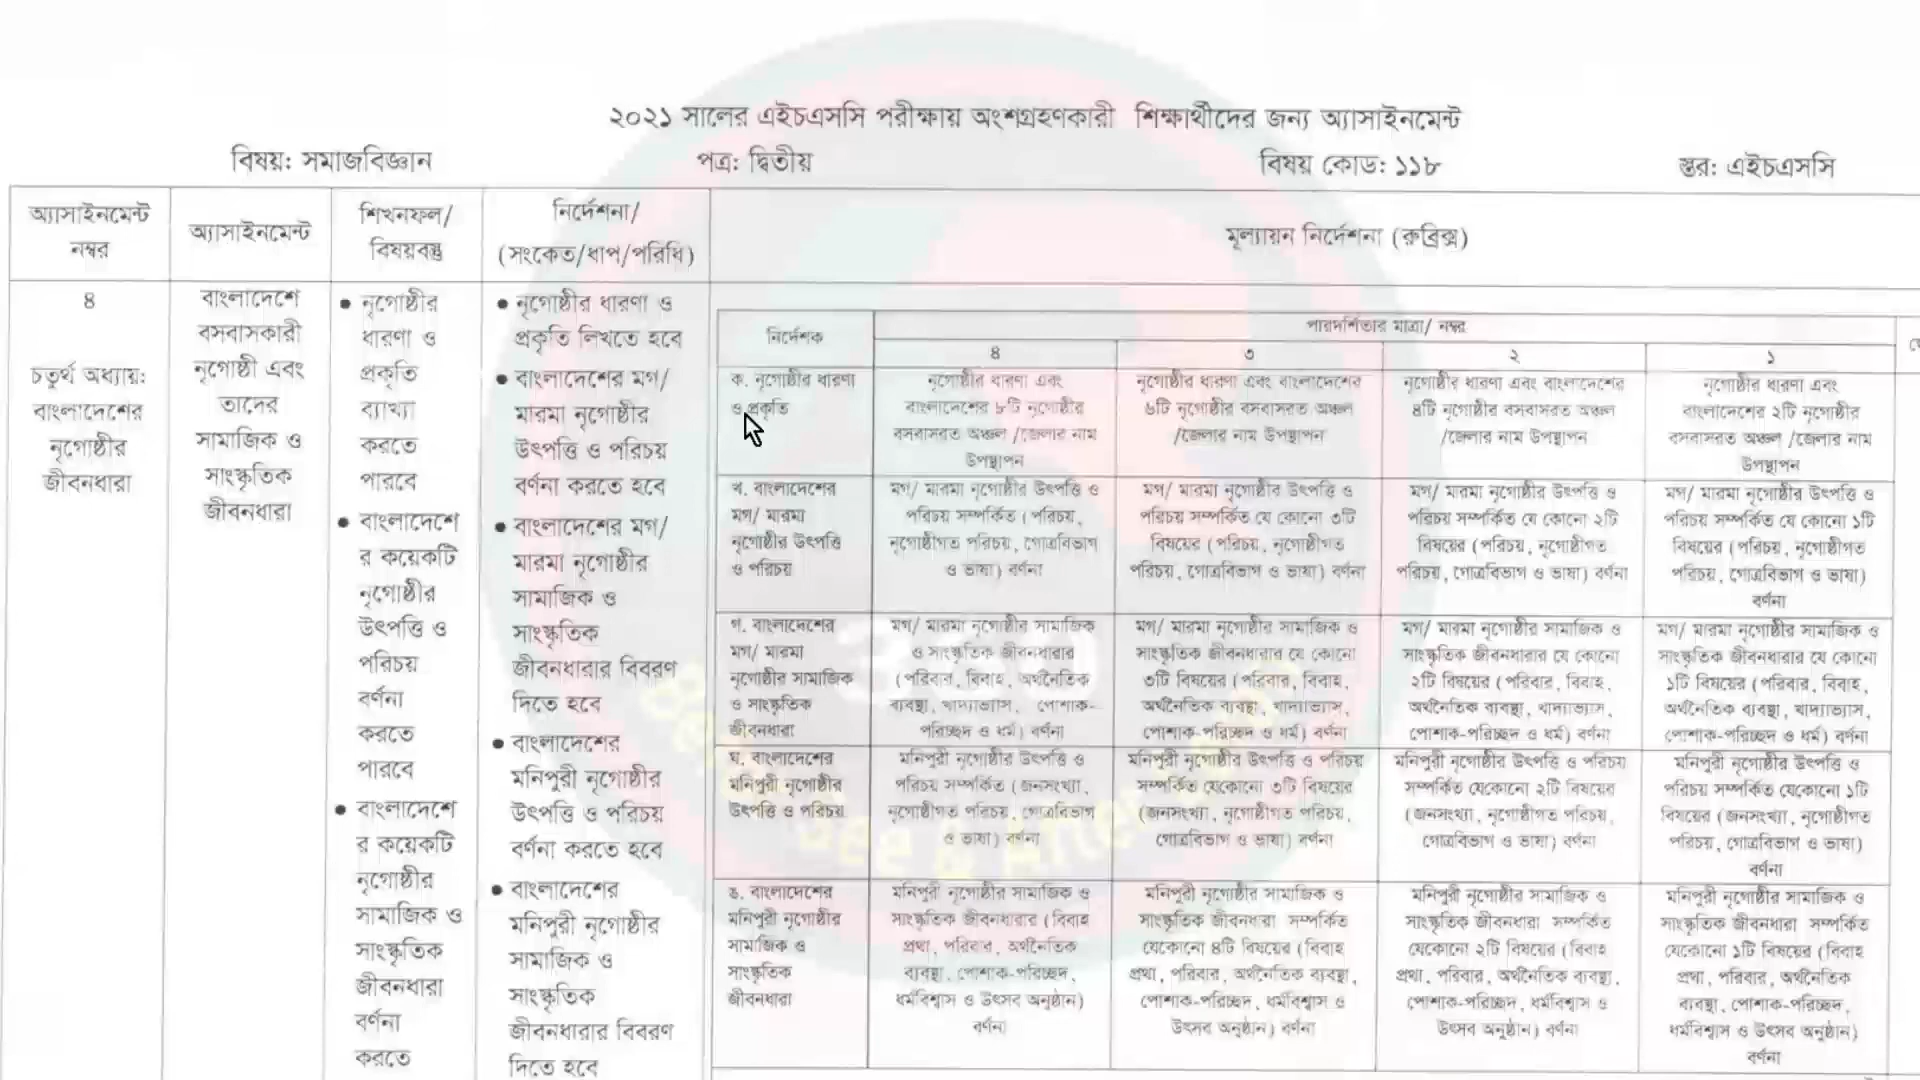 ২০২১ সালের এইচএসসি পরীক্ষায় অংশগ্রহণকারী শিক্ষার্থীদের জন্য অ্যাসাইনমেন্ট
বিষয়: সমাজবিজ্ঞান
পত্র: দ্বিতীয়
বিষয় কোড: ১১৮
স্তর: এইচএসসি
অ্যাসাইনমেন্ট
নম্বর
অ্যাসাইনমেন্ট
শিখনফল/
বিষয়বস্তু
নির্দেশনা/
(সংকেত/ধাপ/পরিধি)
মূল্যায়ন নির্দেশনা (রুব্রিক্স)
৪
চতুর্থ অধ্যায়:
বাংলাদেশের
নৃগোষ্ঠীর
জীবনধারা
বাংলাদেশে
বসবাসকারী
নৃগোষ্ঠী এবং
তাদের
সামাজিক ও
সাংস্কৃতিক
জীবনধারা
● নৃগোষ্ঠীর
ধারণা ও
প্রকৃতি
ব্যাখ্যা
করতে
পারবে
● বাংলাদেশে
র কয়েকটি
নৃগোষ্ঠীর
উৎপত্তি ও
পরিচয়
বর্ণনা
করতে
পারবে
● বাংলাদেশে
র কয়েকটি
নৃগোষ্ঠীর
সামাজিক ও
সাংস্কৃতিক
জীবনধারা
বর্ণনা
করতে
● নৃগোষ্ঠীর ধারণা ও
প্রকৃতি লিখতে হবে
● বাংলাদেশের মগ/
মারমা নৃগোষ্ঠীর
উৎপত্তি ও পরিচয়
বর্ণনা করতে হবে
● বাংলাদেশের মগ/
মারমা নৃগোষ্ঠীর
সামাজিক ও
সাংস্কৃতিক
জীবনধারার বিবরণ
দিতে হবে
● বাংলাদেশের
মনিপুরী নৃগোষ্ঠীর
উৎপত্তি ও পরিচয়
বর্ণনা করতে হবে
● বাংলাদেশের
মনিপুরী নৃগোষ্ঠীর
সামাজিক ও
সাংস্কৃতিক
জীবনধারার বিবরণ
দিতে হবে
নির্দেশক
পারদর্শিতার মাত্রা/ নম্বর
৪
৩
২
১
ক. নৃগোষ্ঠীর ধারণা
ও প্রকৃতি
নৃগোষ্ঠীর ধারণা এবং
বাংলাদেশের ৮টি নৃগোষ্ঠীর
বসবাসরত অঞ্চল /জেলার নাম
উপস্থাপন
নৃগোষ্ঠীর ধারণা এবং বাংলাদেশের
৬টি নৃগোষ্ঠীর বসবাসরত অঞ্চল
/জেলার নাম উপস্থাপন
নৃগোষ্ঠীর ধারণা এবং বাংলাদেশের
৪টি নৃগোষ্ঠীর বসবাসরত অঞ্চল
/জেলার নাম উপস্থাপন
নৃগোষ্ঠীর ধারণা এবং
বাংলাদেশের ২টি নৃগোষ্ঠীর
বসবাসরত অঞ্চল /জেলার নাম
উপস্থাপন
খ. বাংলাদেশের
মগ/ মারমা
নৃগোষ্ঠীর উৎপত্তি
ও পরিচয়
মগ/ মারমা নৃগোষ্ঠীর উৎপত্তি ও
পরিচয় সম্পর্কিত (পরিচয়,
নৃগোষ্ঠীগত পরিচয়, গোত্রবিভাগ
ও ভাষা) বর্ণনা
মগ/ মারমা নৃগোষ্ঠীর উৎপত্তি ও
পরিচয় সম্পর্কিত যে কোনো ৩টি
বিষয়ের (পরিচয়, নৃগোষ্ঠীগত
পরিচয়, গোত্রবিভাগ ও ভাষা) বর্ণনা
মগ/ মারমা নৃগোষ্ঠীর উৎপত্তি ও
পরিচয় সম্পর্কিত যে কোনো ২টি
বিষয়ের (পরিচয়, নৃগোষ্ঠীগত
পরিচয়, গোত্রবিভাগ ও ভাষা) বর্ণনা
মগ/ মারমা নৃগোষ্ঠীর উৎপত্তি ও
পরিচয় সম্পর্কিত যে কোনো ১টি
বিষয়ের (পরিচয়, নৃগোষ্ঠীগত
পরিচয়, গোত্রবিভাগ ও ভাষা)
বর্ণনা
গ. বাংলাদেশের
মগ/ মারমা
নৃগোষ্ঠীর সামাজিক
ও সাংস্কৃতিক
জীবনধারা
মগ/ মারমা নৃগোষ্ঠীর সামাজিক
ও সাংস্কৃতিক জীবনধারার
(পরিবার, বিবাহ, অর্থনৈতিক
ব্যবস্থা, খাদ্যাভ্যাস, পোশাক-
পরিচ্ছদ ও ধর্ম) বর্ণনা
মগ/ মারমা নৃগোষ্ঠীর সামাজিক ও
সাংস্কৃতিক জীবনধারার যে কোনো
৩টি বিষয়ের (পরিবার, বিবাহ,
অর্থনৈতিক ব্যবস্থা, খাদ্যাভ্যাস,
পোশাক-পরিচ্ছদ ও ধর্ম) বর্ণনা
মগ/ মারমা নৃগোষ্ঠীর সামাজিক ও
সাংস্কৃতিক জীবনধারার যে কোনো
২টি বিষয়ের (পরিবার, বিবাহ,
অর্থনৈতিক ব্যবস্থা, খাদ্যাভ্যাস,
পোশাক-পরিচ্ছদ ও ধর্ম) বর্ণনা
মগ/ মারমা নৃগোষ্ঠীর সামাজিক ও
সাংস্কৃতিক জীবনধারার যে কোনো
১টি বিষয়ের (পরিবার, বিবাহ,
অর্থনৈতিক ব্যবস্থা, খাদ্যাভ্যাস,
পোশাক-পরিচ্ছদ ও ধর্ম) বর্ণনা
ঘ. বাংলাদেশের
মনিপুরী নৃগোষ্ঠীর
উৎপত্তি ও পরিচয়
মনিপুরী নৃগোষ্ঠীর উৎপত্তি ও
পরিচয় সম্পর্কিত (জনসংখ্যা,
নৃগোষ্ঠীগত পরিচয়, গোত্রবিভাগ
ও ভাষা) বর্ণনা
মনিপুরী নৃগোষ্ঠীর উৎপত্তি ও পরিচয়
সম্পর্কিত যেকোনো ৩টি বিষয়ের
(জনসংখ্যা, নৃগোষ্ঠীগত পরিচয়,
গোত্রবিভাগ ও ভাষা) বর্ণনা
মনিপুরী নৃগোষ্ঠীর উৎপত্তি ও পরিচয়
সম্পর্কিত যেকোনো ২টি বিষয়ের
(জনসংখ্যা, নৃগোষ্ঠীগত পরিচয়,
গোত্রবিভাগ ও ভাষা) বর্ণনা
মনিপুরী নৃগোষ্ঠীর উৎপত্তি ও
পরিচয় সম্পর্কিত যেকোনো ১টি
বিষয়ের (জনসংখ্যা, নৃগোষ্ঠীগত
পরিচয়, গোত্রবিভাগ ও ভাষা)
বর্ণনা
ঙ. বাংলাদেশের
মনিপুরী নৃগোষ্ঠীর
সামাজিক ও
সাংস্কৃতিক
জীবনধারা
মনিপুরী নৃগোষ্ঠীর সামাজিক ও
সাংস্কৃতিক জীবনধারার (বিবাহ
প্রথা, পরিবার, অর্থনৈতিক
ব্যবস্থা, পোশাক-পরিচ্ছদ,
ধর্মবিশ্বাস ও উৎসব অনুষ্ঠান)
বর্ণনা
মনিপুরী নৃগোষ্ঠীর সামাজিক ও
সাংস্কৃতিক জীবনধারা সম্পর্কিত
যেকোনো ৪টি বিষয়ের (বিবাহ
প্রথা, পরিবার, অর্থনৈতিক ব্যবস্থা,
পোশাক-পরিচ্ছদ, ধর্মবিশ্বাস ও
উৎসব অনুষ্ঠান) বর্ণনা
মনিপুরী নৃগোষ্ঠীর সামাজিক ও
সাংস্কৃতিক জীবনধারা সম্পর্কিত
যেকোনো ২টি বিষয়ের (বিবাহ
প্রথা, পরিবার, অর্থনৈতিক ব্যবস্থা,
পোশাক-পরিচ্ছদ, ধর্মবিশ্বাস ও
উৎসব অনুষ্ঠান) বর্ণনা
মনিপুরী নৃগোষ্ঠীর সামাজিক ও
সাংস্কৃতিক জীবনধারা সম্পর্কিত
যেকোনো ১টি বিষয়ের (বিবাহ
প্রথা, পরিবার, অর্থনৈতিক
ব্যবস্থা, পোশাক-পরিচ্ছদ,
ধর্মবিশ্বাস ও উৎসব অনুষ্ঠান)
বর্ণনা